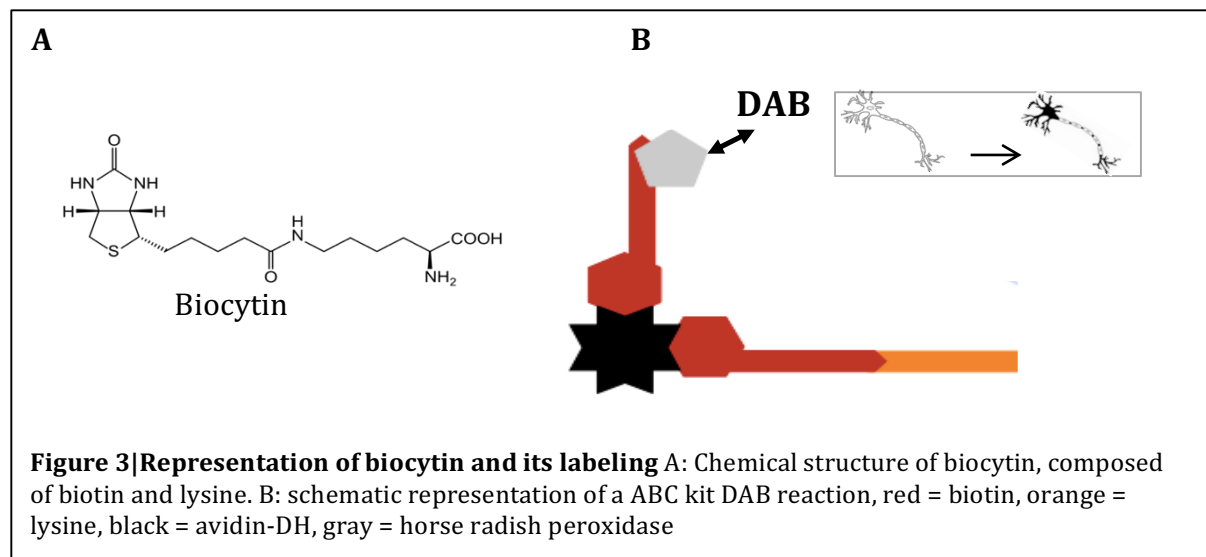 A
B
DAB
O
HN
NH
H
H
S
O
H
N
NH₂
COOH
Biocytin
Figure 3|Representation of biocytin and its labeling A: Chemical structure of biocytin, composed
of biotin and lysine. B: schematic representation of a ABC kit DAB reaction, red = biotin, orange =
lysine, black = avidin-DH, gray = horse radish peroxidase